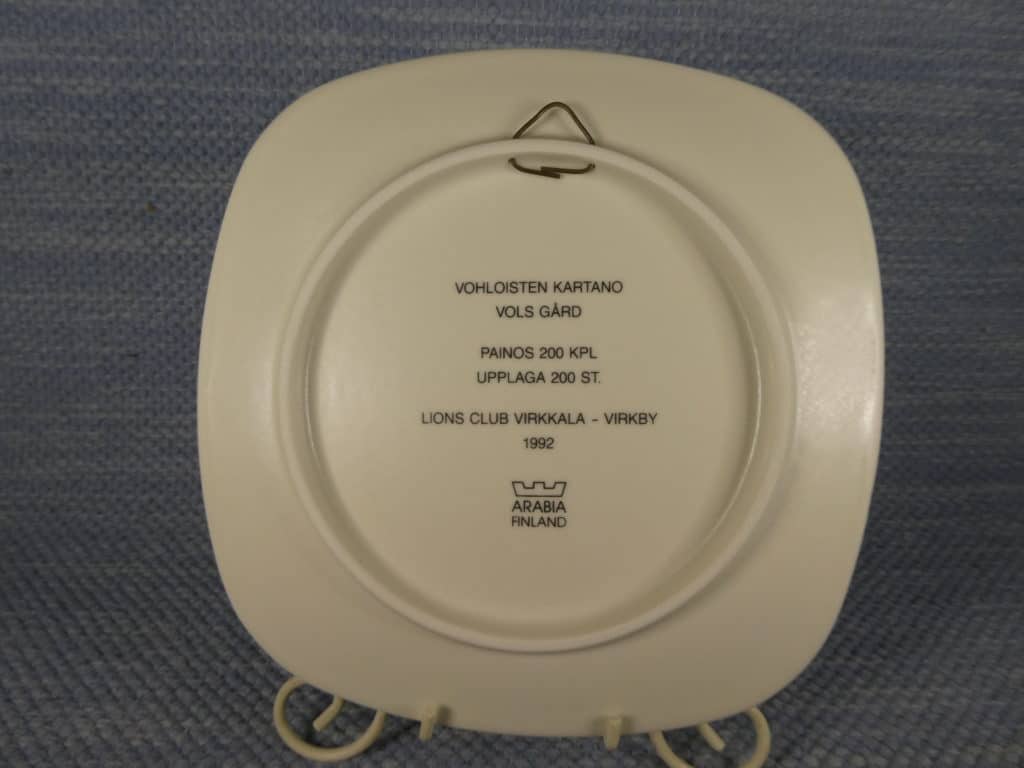 VOHLOISTEN KARTANO
VOLS GÅRD
PAINOS 200 KPL
UPPLAGA 200 ST.
LIONS CLUB VIRKKALA - VIRKBY
1992
ARABIA
FINLAND